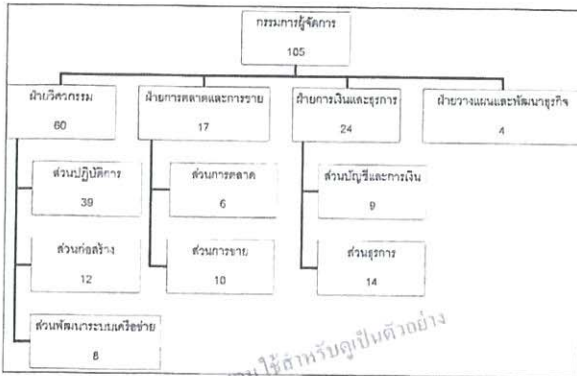 กรรมการผู้จัดการ
105
ฝ่ายวิศวกรรม
60
ฝ่ายการตลาดและการขาย
17
ฝ่ายการเงินและธุรการ
24
ฝ่ายวางแผนและพัฒนาธุรกิจ
4
ส่วนปฏิบัติการ
39
ส่วนการตลาด
6
ส่วนบัญชีและการเงิน
9
ส่วนก่อสร้าง
12
ส่วนการขาย
10
ส่วนธุรการ
14
ส่วนพัฒนาระบบเครือข่าย
8
ใช้สำหรับดูเป็นตัวอย่าง